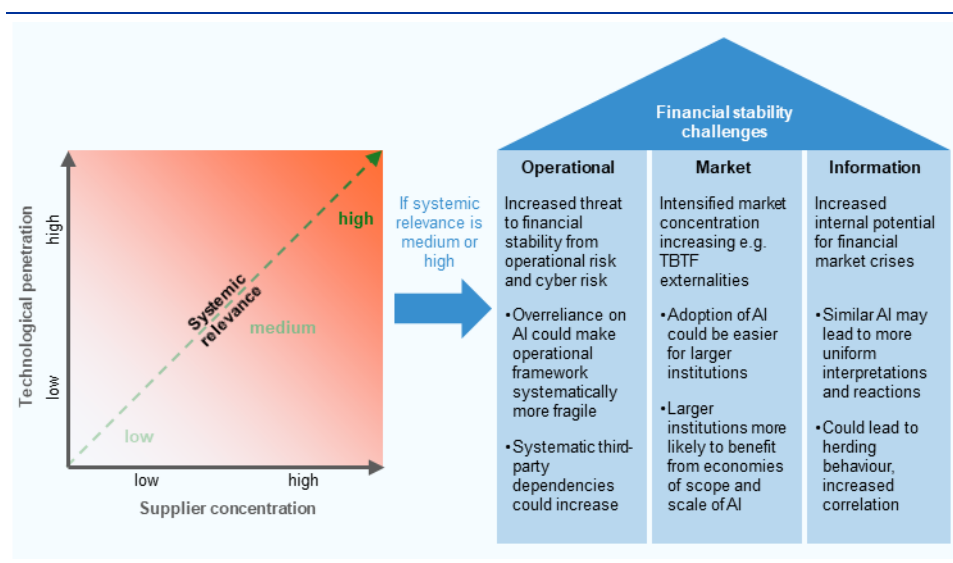 Technological penetration
high
low
Systemic
relevance
high
medium
low
low
high
Supplier concentration
If systemic
relevance is
medium or
high
Financial stability
challenges
Operational
Increased threat
to financial
stability from
operational risk
and cyber risk
•Overreliance on
AI could make
operational
framework
systematically
more fragile
•Systematic third-
party
dependencies
could increase
Market
Intensified market
concentration
increasing e.g.
TBTF
externalities
•Adoption of AI
could be easier
for larger
institutions
•Larger
institutions more
likely to benefit
from economies
of scope and
scale of AI
Information
Increased
internal potential
for financial
market crises
•Similar AI may
lead to more
uniform
interpretations
and reactions
•Could lead to
herding
behaviour,
increased
correlation